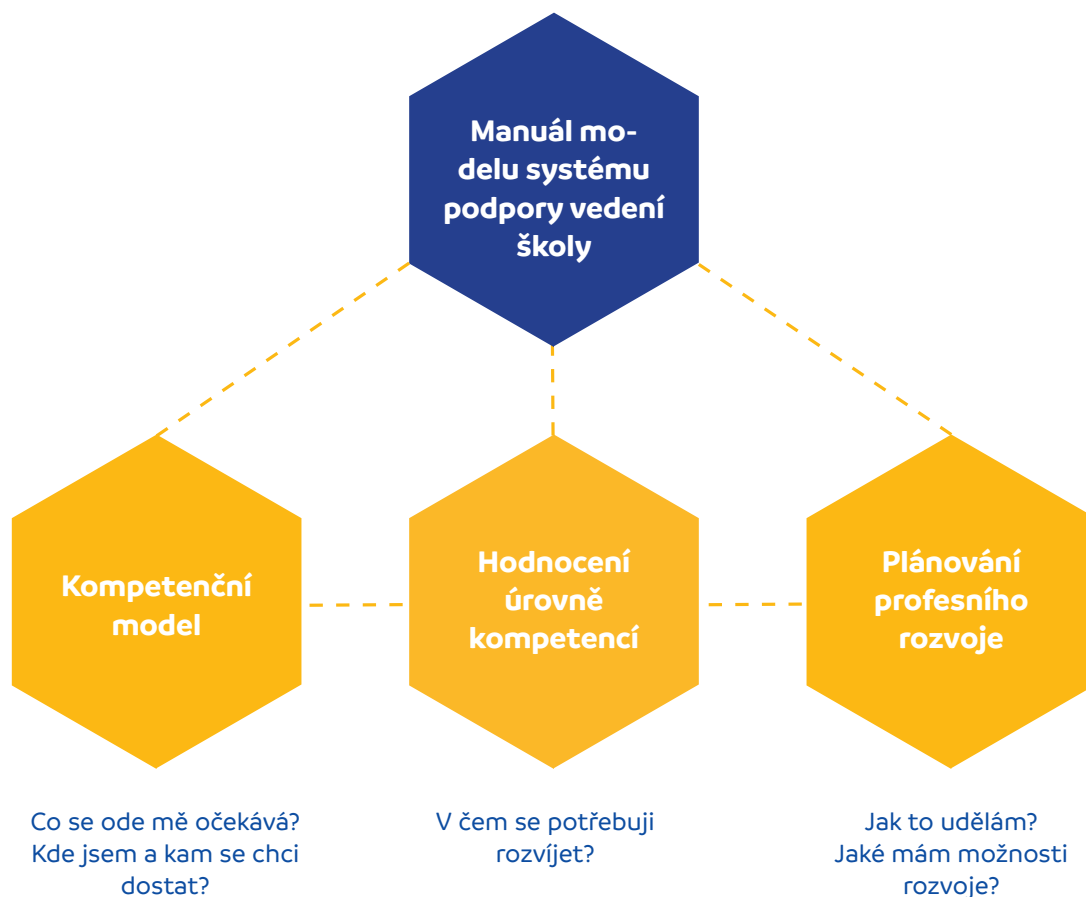 Manuál mo-
delu systému
podpory vedení
školy
Kompetenční
model
Hodnocení
úrovně
kompetencí
Plánování
profesního
rozvoje
Co se ode mě očekává?
Kde jsem a kam se chci
dostat?
V čem se potřebuji
rozvíjet?
Jak to udělám?
Jaké mám možnosti
rozvoje?